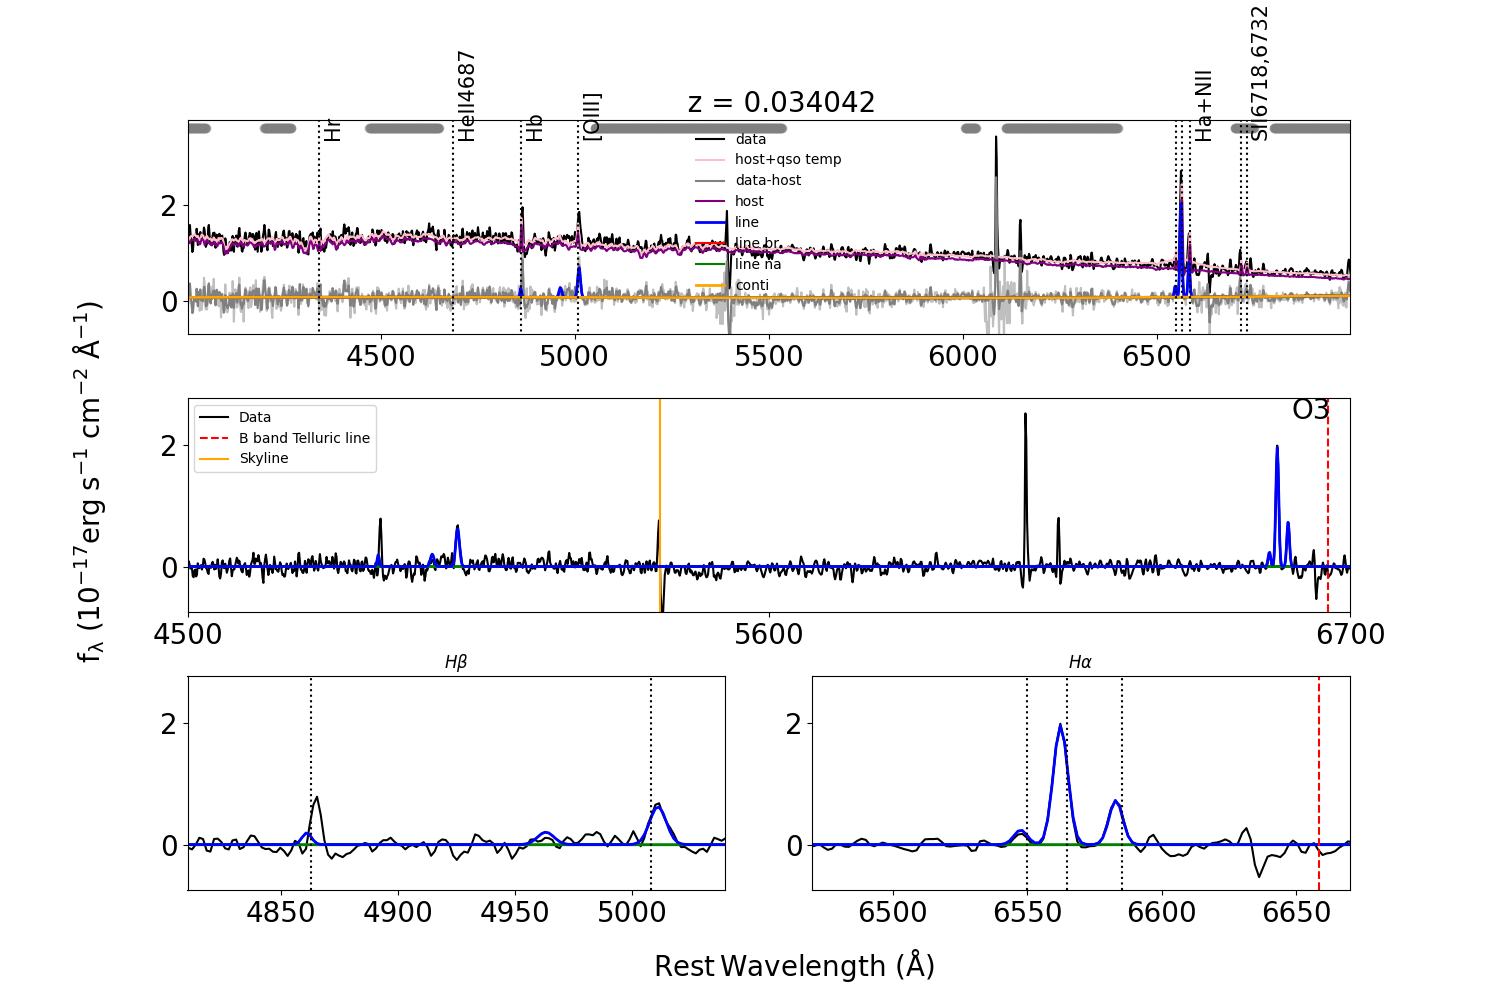 z = 0.034042
Hr
HeII4687
Hb
[OIII]
Ha+NII
SII6718,6732
data
host+qso temp
data-host
host
line
line br
line na
conti
2
0
4500 5000 5500 6000 6500
Data
B band Telluric line
Skyline
O3
2
0
4500 5600 6700
fλ (10⁻¹⁷erg s⁻¹ cm⁻² Å⁻¹)
Hβ
2
0
4850 4900 4950 5000
Hα
2
0
6500 6550 6600 6650
Rest Wavelength (Å)